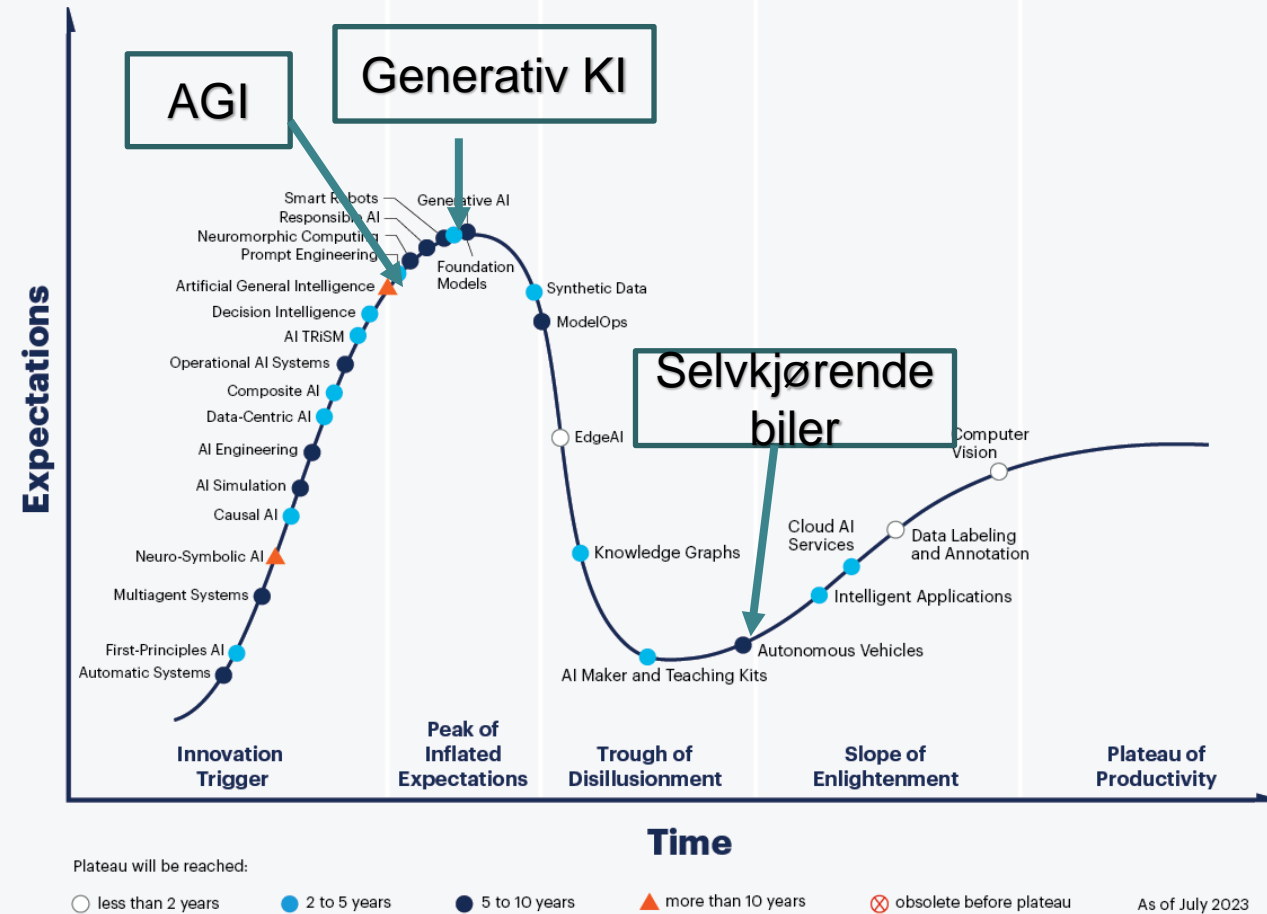 AGI
Generativ KI
Smart Robots
Generative AI
Responsible AI
Neuromorphic Computing
Prompt Engineering
Foundation
Models
Artificial General Intelligence
Synthetic Data
Decision Intelligence
ModelOps
AI TRiSM
Operational AI Systems
Selvkjørende
biler
Composite AI
Data-Centric AI
EdgeAI
Computer
Vision
AI Engineering
AI Simulation
Causal AI
Cloud AI
Services
Data Labeling
and Annotation
Neuro-Symbolic AI
Knowledge Graphs
Multiagent Systems
Intelligent Applications
First-Principles AI
Autonomous Vehicles
Automatic Systems
AI Maker and Teaching Kits
Expectations
Innovation
Trigger
Peak of
Inflated
Expectations
Trough of
Disillusionment
Slope of
Enlightenment
Plateau of
Productivity
Time
Plateau will be reached:
less than 2 years
2 to 5 years
5 to 10 years
more than 10 years
obsolete before plateau
As of July 2023